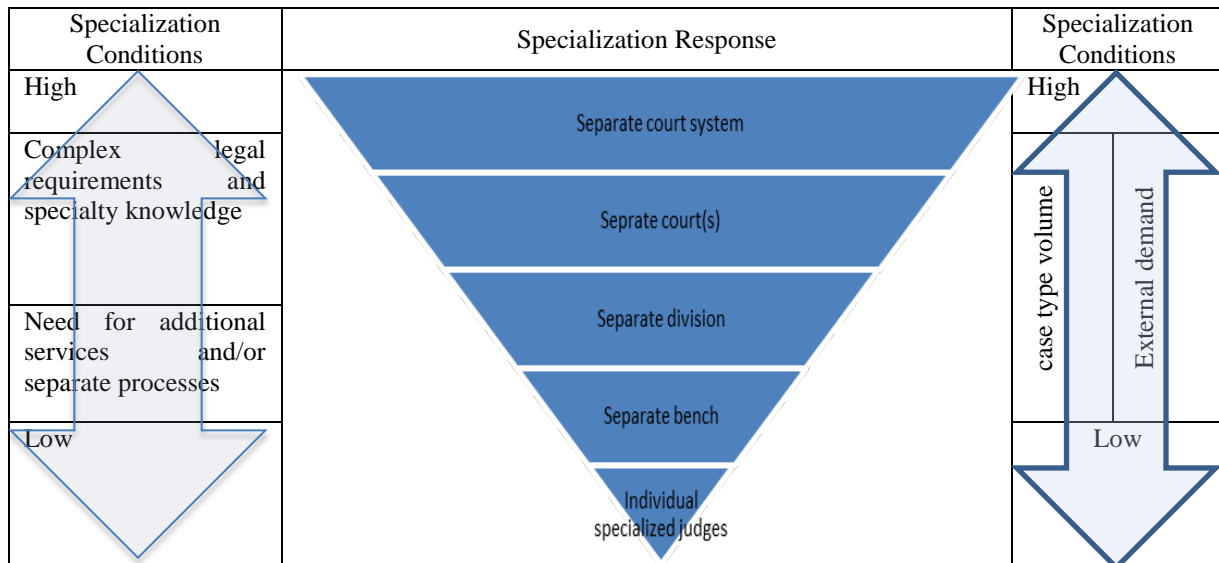 Specialization
Conditions
Specialization Response
Specialization
Conditions
High
Complex legal
requirements and
specialty knowledge
Need for additional
services and/or
separate processes
Low
Separate court system
Seprate court(s)
Separate division
Separate bench
Individual
specialized judges
High
case type volume
External demand
Low